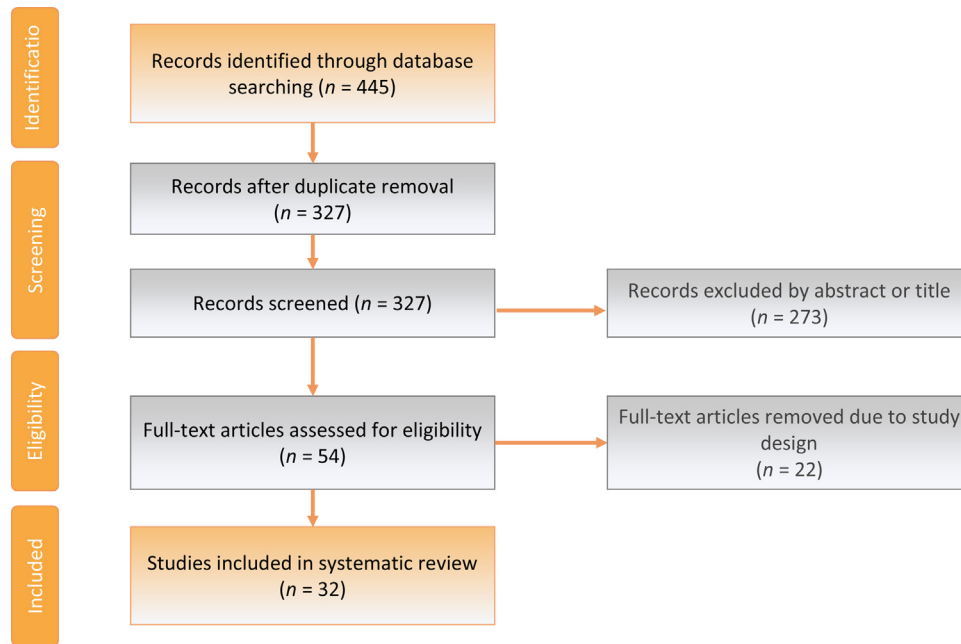 Identificatio
Records identified through database
searching (n = 445)
Screening
Records after duplicate removal
(n = 327)
Records screened (n = 327)
Records excluded by abstract or title
(n = 273)
Eligibility
Full-text articles assessed for eligibility
(n = 54)
Full-text articles removed due to study
design
(n = 22)
Included
Studies included in systematic review
(n = 32)